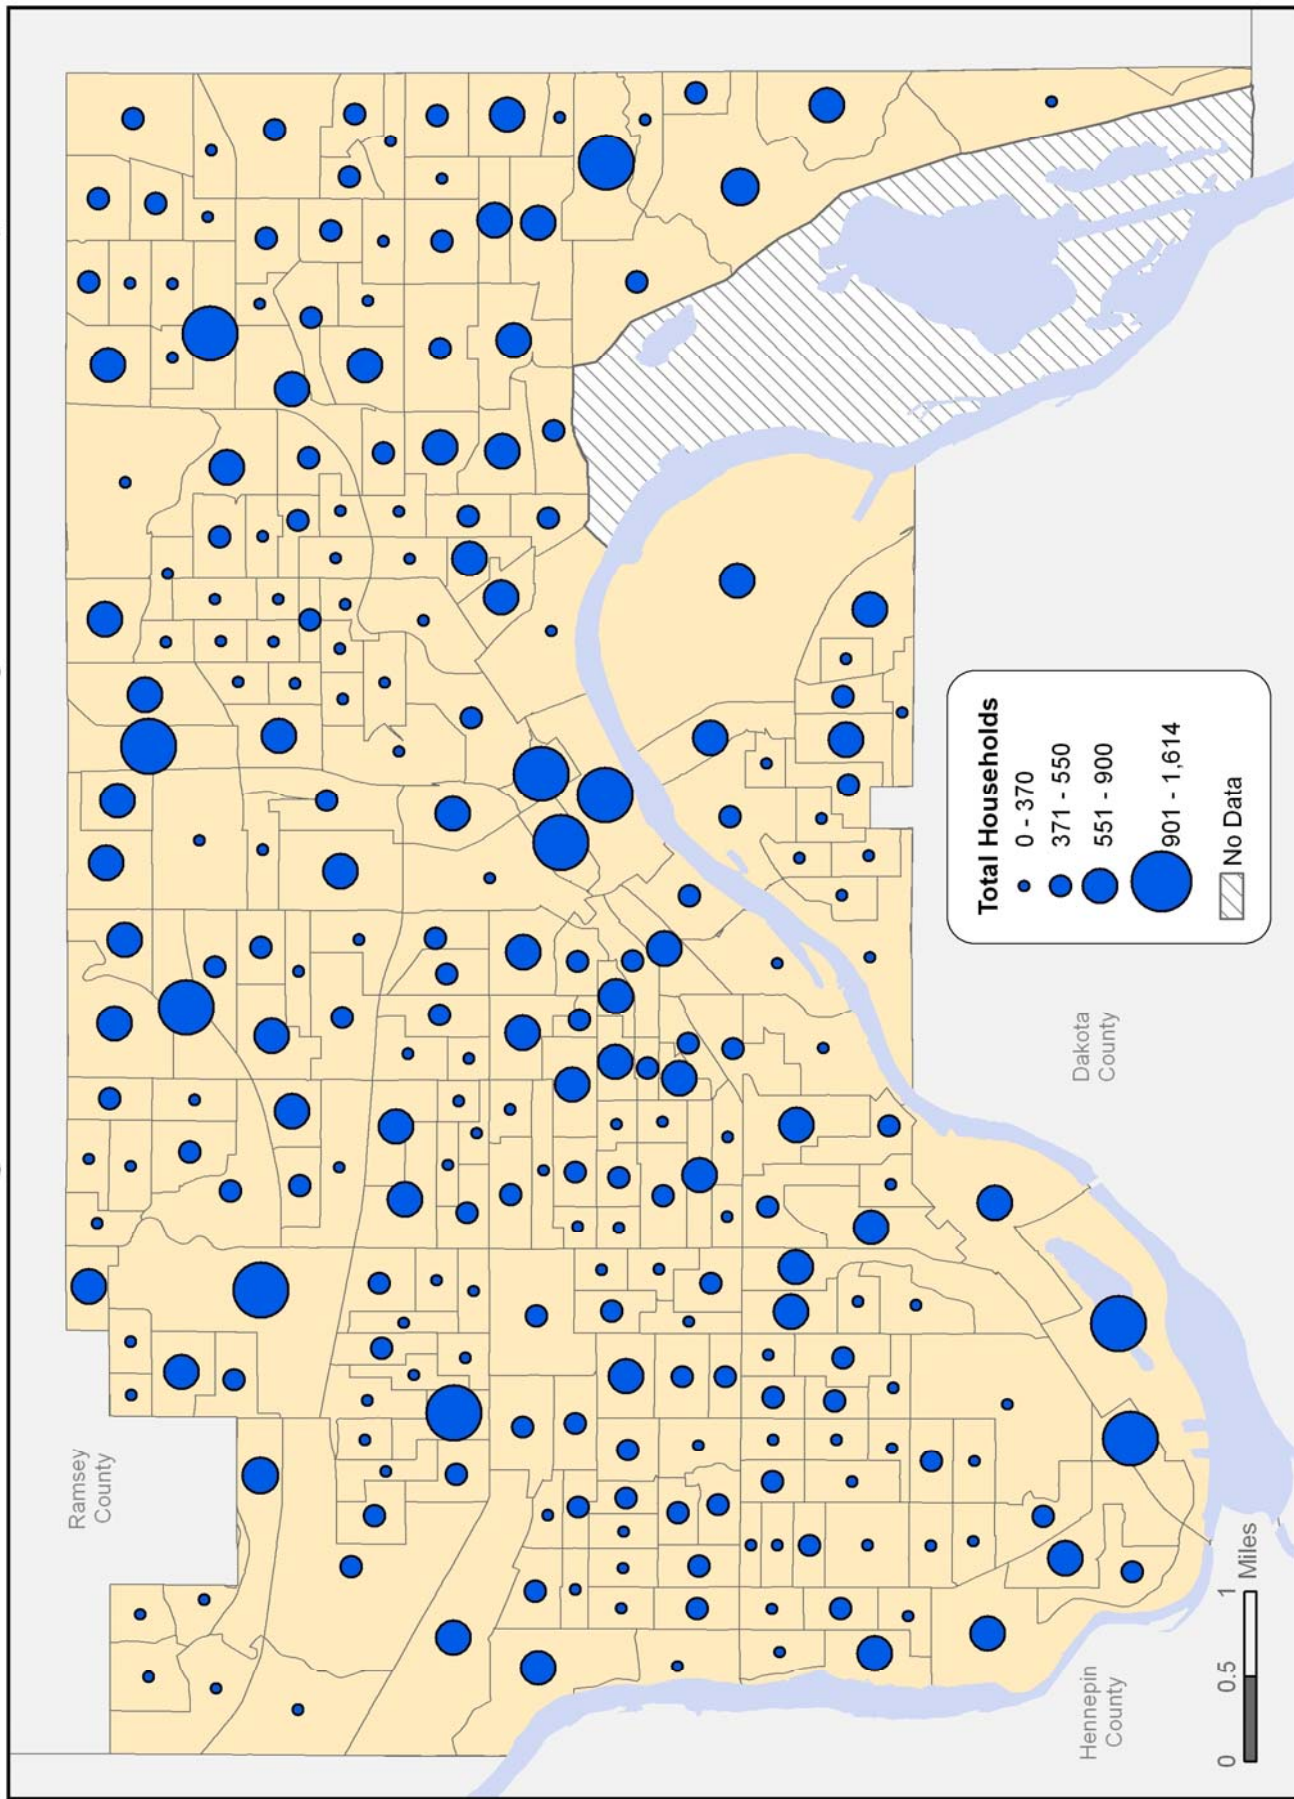 Ramsey
County
Total Households
0 - 370
371 - 550
551 - 900
901 - 1,614
No Data
Dakota
County
Hennepin
County
0 0.5 1
Miles